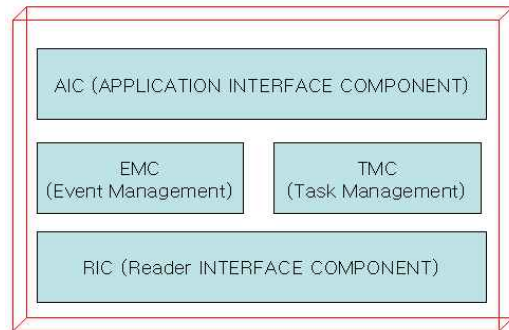 AIC (APPLICATION INTERFACE COMPONENT)
EMC
(Event Management)
TMC
(Task Management)
RIC (Reader INTERFACE COMPONENT)